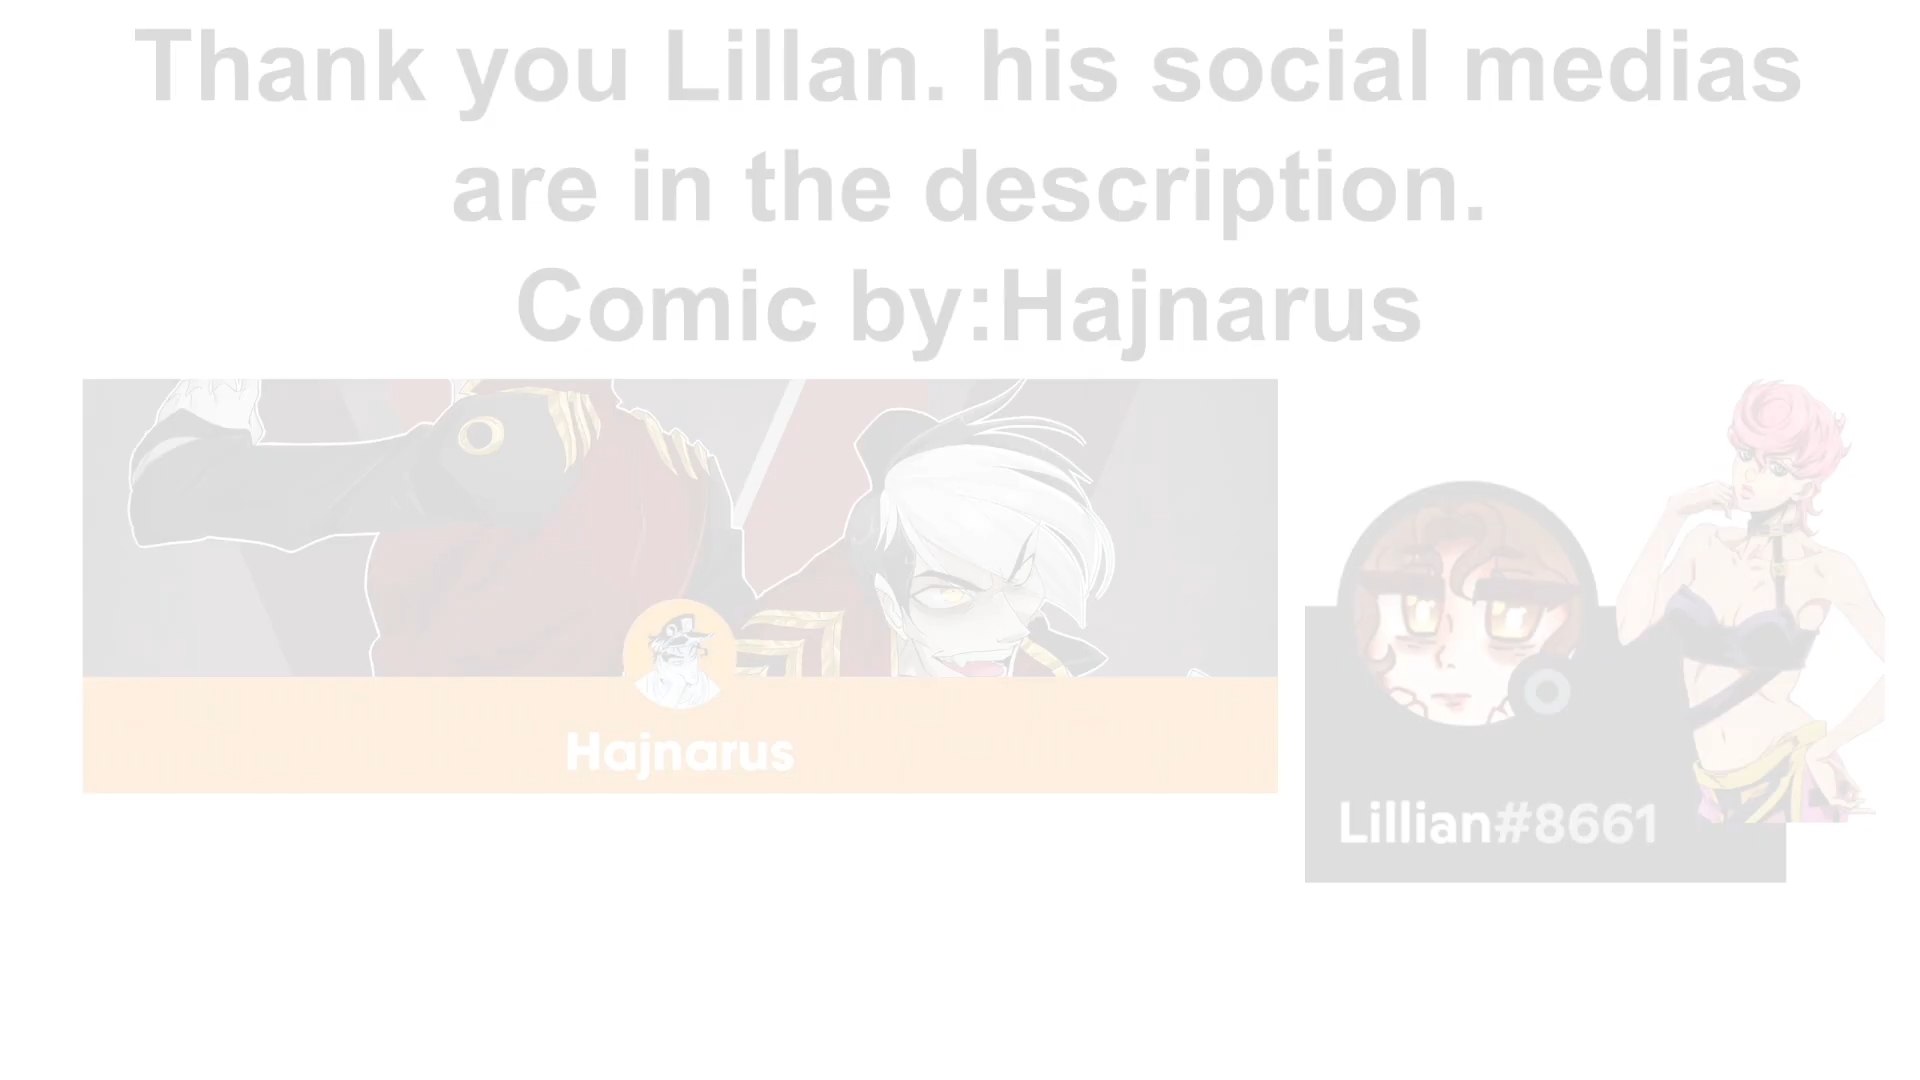 Thank you Lillan. his social medias
are in the description.
Comic by:Hajnarus
Hajnarus
Lillian#8661